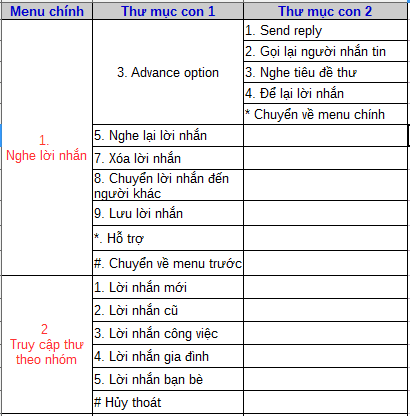 Menu chính Thư mục con 1 Thư mục con 2
1.
Nghe lời nhắn
3. Advance option
1. Send reply
2. Gọi lại người nhắn tin
3. Nghe tiêu đề thư
4. Để lại lời nhắn
* Chuyển về menu chính
5. Nghe lại lời nhắn
7. Xóa lời nhắn
8. Chuyển lời nhắn đến
người khác
9. Lưu lời nhắn
*. Hỗ trợ
#. Chuyển về menu trước
2
Truy cập thư
theo nhóm
1. Lời nhắn mới
2. Lời nhắn cũ
3. Lời nhắn công việc
4. Lời nhắn gia đình
5. Lời nhắn bạn bè
# Hủy thoát